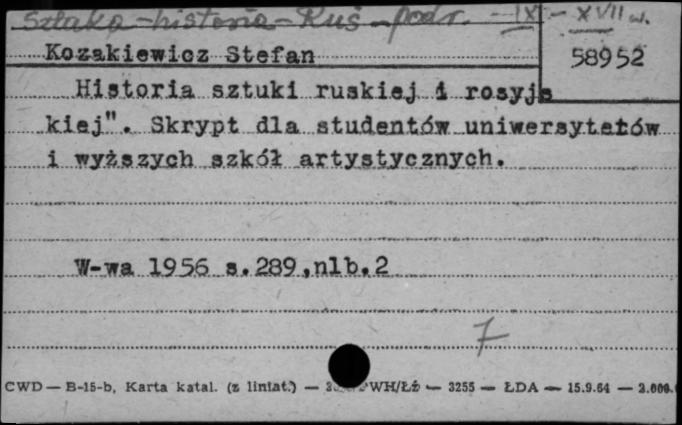 Sztuka - historia - Ruś - podr. - IX - XVII w.
Kozakiewicz Stefan
58952
Historia sztuki ruskiej i rosyjs
kiej". Skrypt dla studentów uniwersytetów
i wyższych szkół artystycznych.
W-wa 1956 s.289,nlb.2
7
CWD — B-15-b, Karta katal. (z liniat.) — WH/Łż — 3255 — ŁDA — 15.9.64 — 2.000.